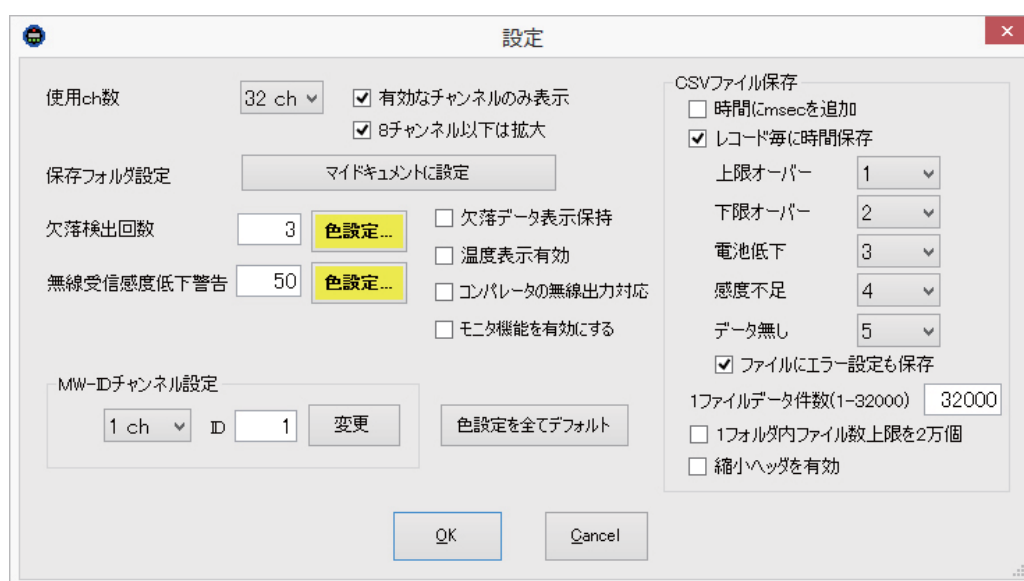 設定
使用ch数
32 ch
有効なチャンネルのみ表示
8チャンネル以下は拡大
保存フォルダ設定
マイドキュメントに設定
欠落検出回数
3
色設定...
無線受信感度低下警告
50
色設定...
欠落データ表示保持
温度表示有効
コンパレータの無線出力対応
モニタ機能を有効にする
MW-IDチャンネル設定
1 ch
ID
1
変更
色設定を全てデフォルト
CSVファイル保存
時間にmsecを追加
レコード毎に時間保存
上限オーバー
1
下限オーバー
2
電池低下
3
感度不足
4
データ無し
5
ファイルにエラー設定も保存
1ファイルデータ件数(1-32000)
32000
1フォルダ内ファイル数上限を2万個
縮小ヘッダを有効
OK
Cancel